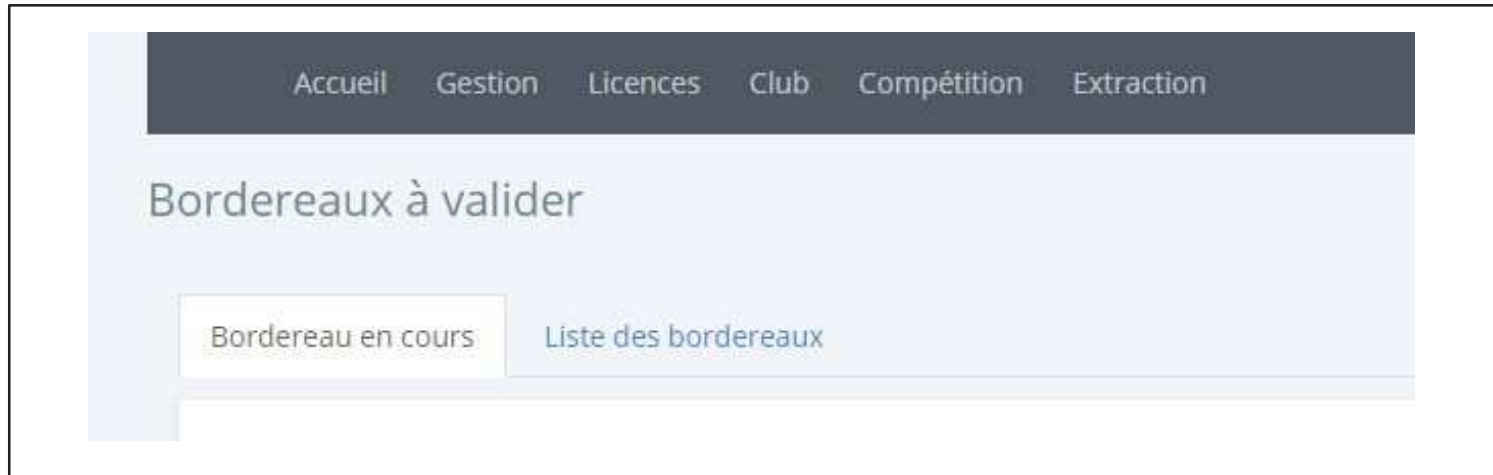 Accueil Gestion Licences Club Compétition Extraction
Bordereaux à valider
Bordereau en cours Liste des bordereaux